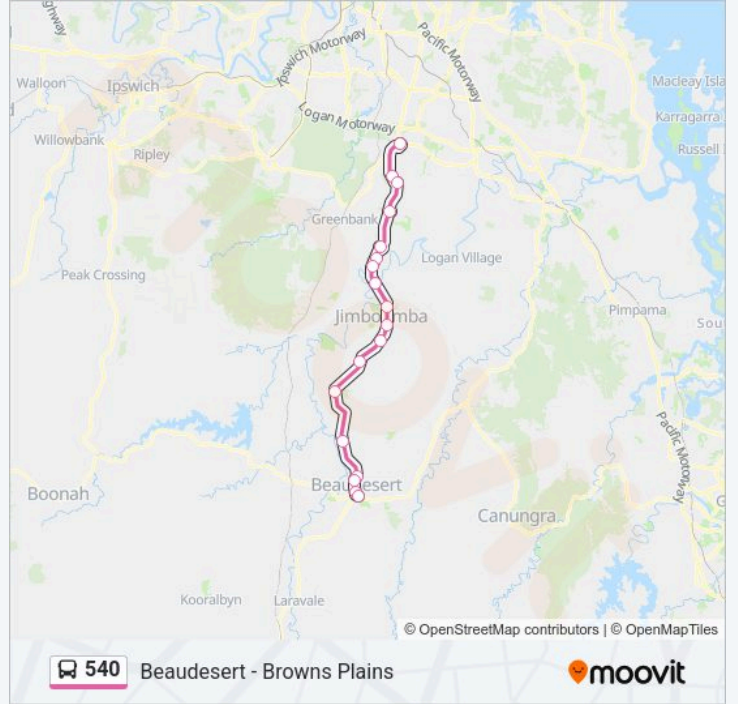 ghway
Ipswich Motorway
Pacific Motorway
Walloon
Ipswich
Macleay Isla
Logan Motorway
Karragarra
Willowbank
Ripley
Russell
Greenbank
Logan Village
Peak Crossing
Jimboomba
Pimpama
Sou
Pacific Motorway
Beaudesert
Boonah
G
Canungra
Kooralbyn
Laravale
© OpenStreetMap contributors | © OpenMapTiles
540 Beaudesert - Browns Plains
moovit